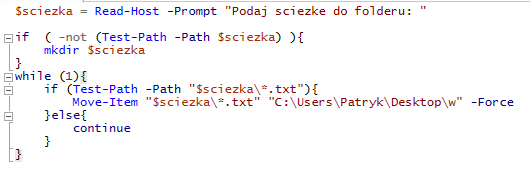 $sciezka = Read-Host -Prompt "Podaj sciezke do folderu: "
if ( -not (Test-Path -Path $sciezka) ){
mkdir $sciezka
}
while (1){
if (Test-Path -Path "$sciezka\*.txt"){
Move-Item "$sciezka\*.txt" "C:\Users\Patryk\Desktop\w" -Force
}else{
continue
}
}